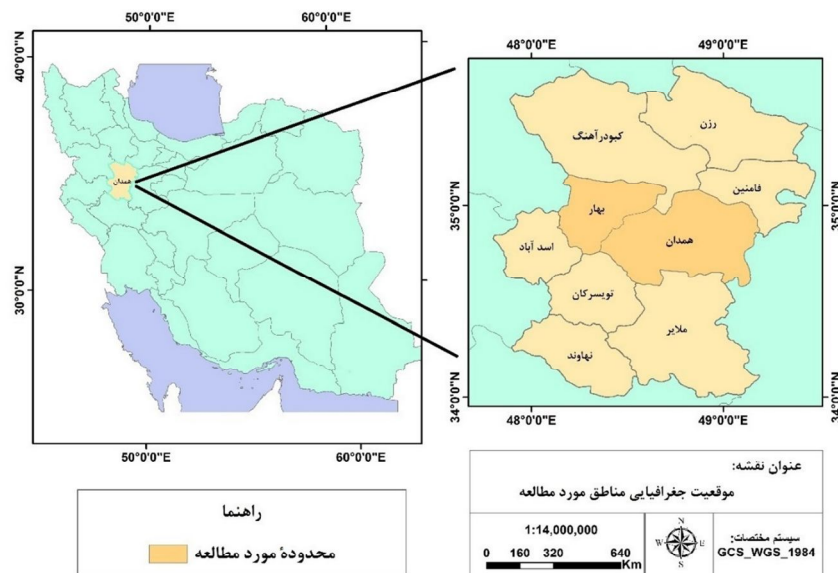 50°0'0"E 60°0'0"E
40°0'0"N
30°0'0"N
همدان
50°0'0"E 60°0'0"E
48°0'0"E 49°0'0"E
35°0'0"N
34°0'0"N
35°0'0"N
34°0'0"N
رزن
کبودرآهنگ
فامنین
بهار
همدان
اسد آباد
تویسرکان
ملایر
نهاوند
48°0'0"E 49°0'0"E
راهنما
محدودۀ مورد مطالعه
عنوان نقشه:
موقعیت جغرافیایی مناطق مورد مطالعه
1:14,000,000
0 160 320 640
Km
N
W E
S
سیستم مختصات:
GCS_WGS_1984